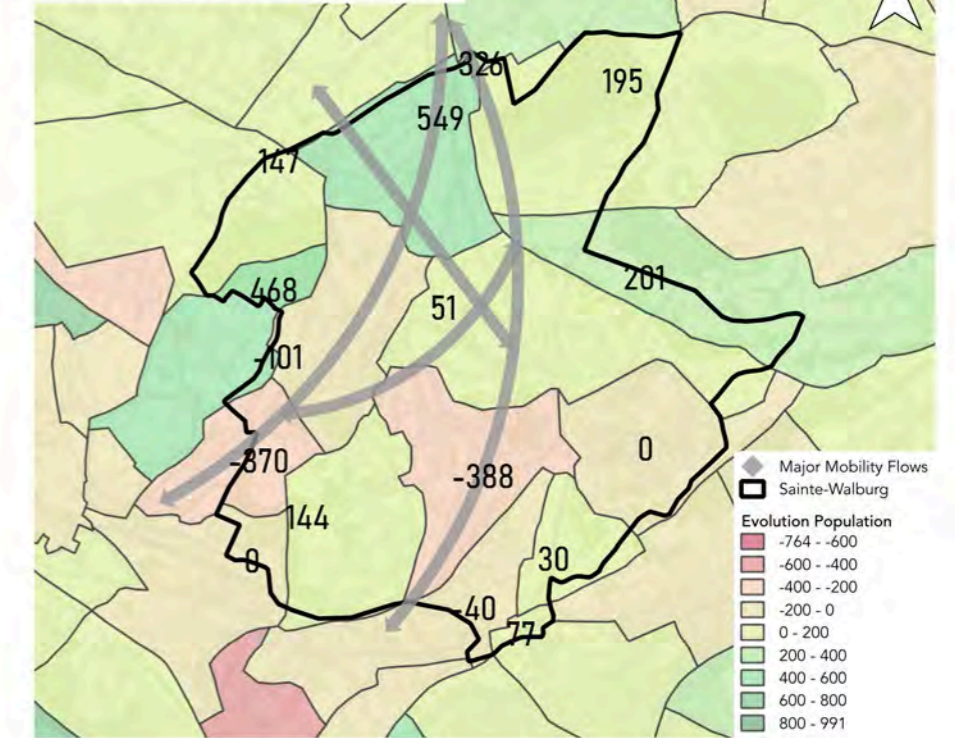 326
195
549
147
468
201
51
-101
0
-370
-388
144
0
30
-40
77
Major Mobility Flows
Sainte-Walburg
Evolution Population
-764 - -600
-600 - -400
-400 - -200
-200 - 0
0 - 200
200 - 400
400 - 600
600 - 800
800 - 991